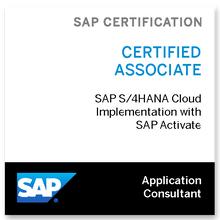 SAP CERTIFICATION
CERTIFIED
ASSOCIATE
SAP S/4HANA Cloud
Implementation with
SAP Activate
SAP
Application
Consultant